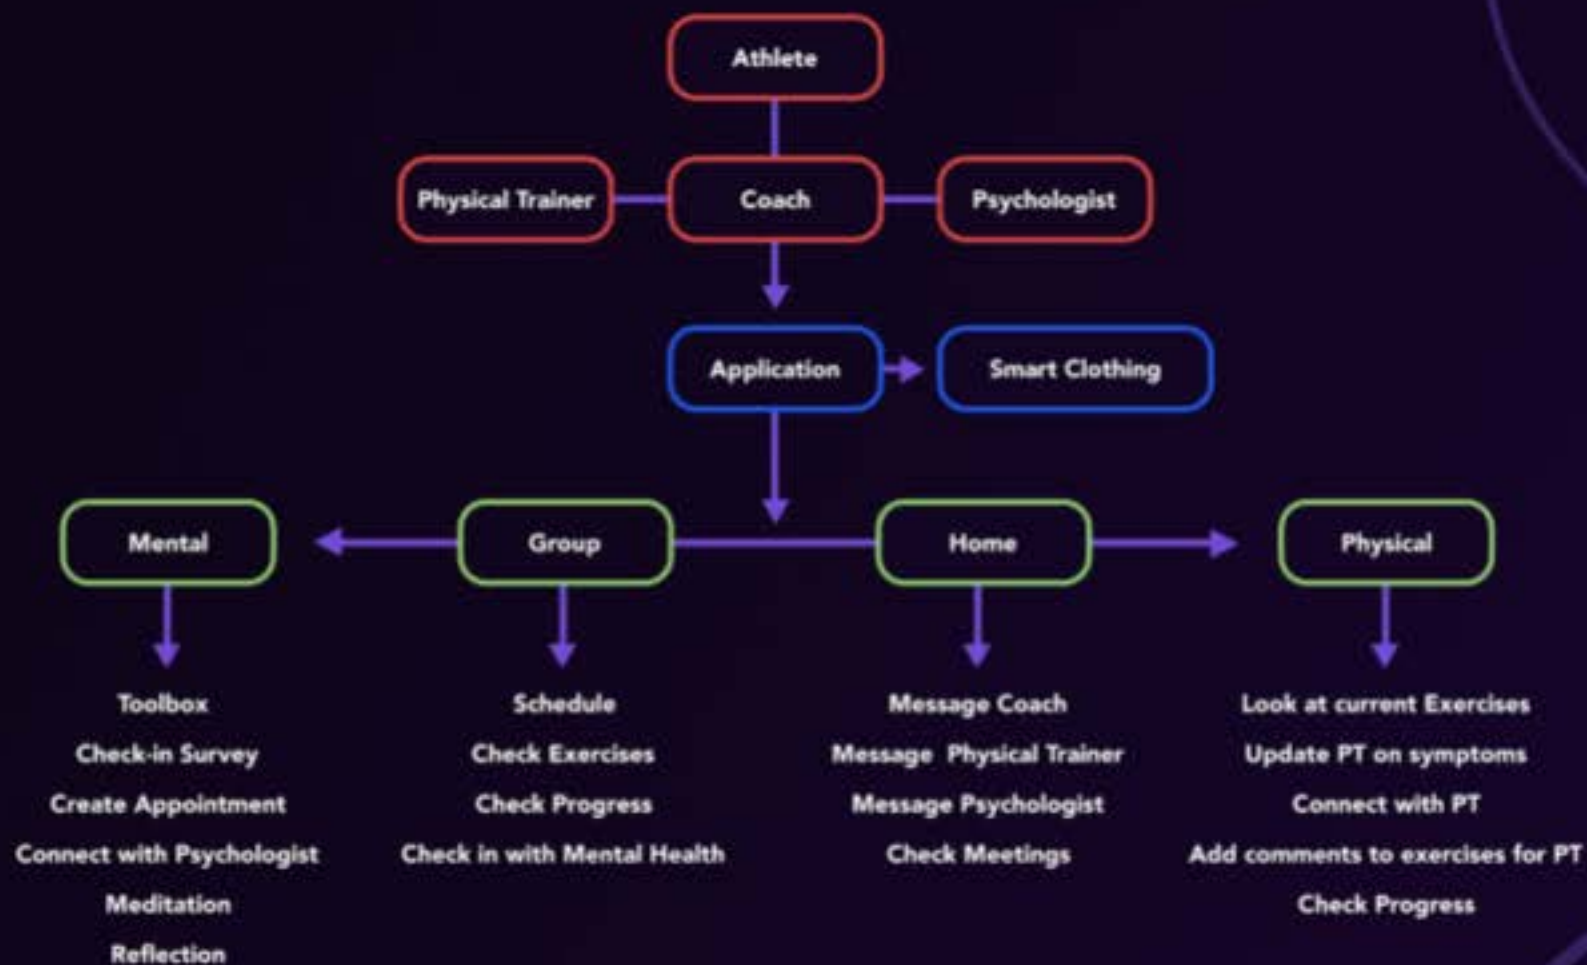 Athlete
Physical Trainer
Coach
Psychologist
Application
Smart Clothing
Mental
Group
Home
Physical
Toolbox
Check-in Survey
Create Appointment
Connect with Psychologist
Meditation
Reflection
Schedule
Check Exercises
Check Progress
Check in with Mental Health
Message Coach
Message Physical Trainer
Message Psychologist
Check Meetings
Look at current Exercises
Update PT on symptoms
Connect with PT
Add comments to exercises for PT
Check Progress